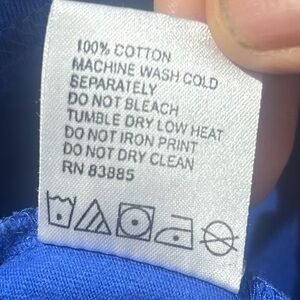 100% COTTON
MACHINE WASH COLD
SEPARATELY
DO NOT BLEACH
TUMBLE DRY LOW HEAT
DO NOT IRON PRINT
DO NOT DRY CLEAN
RN 83885